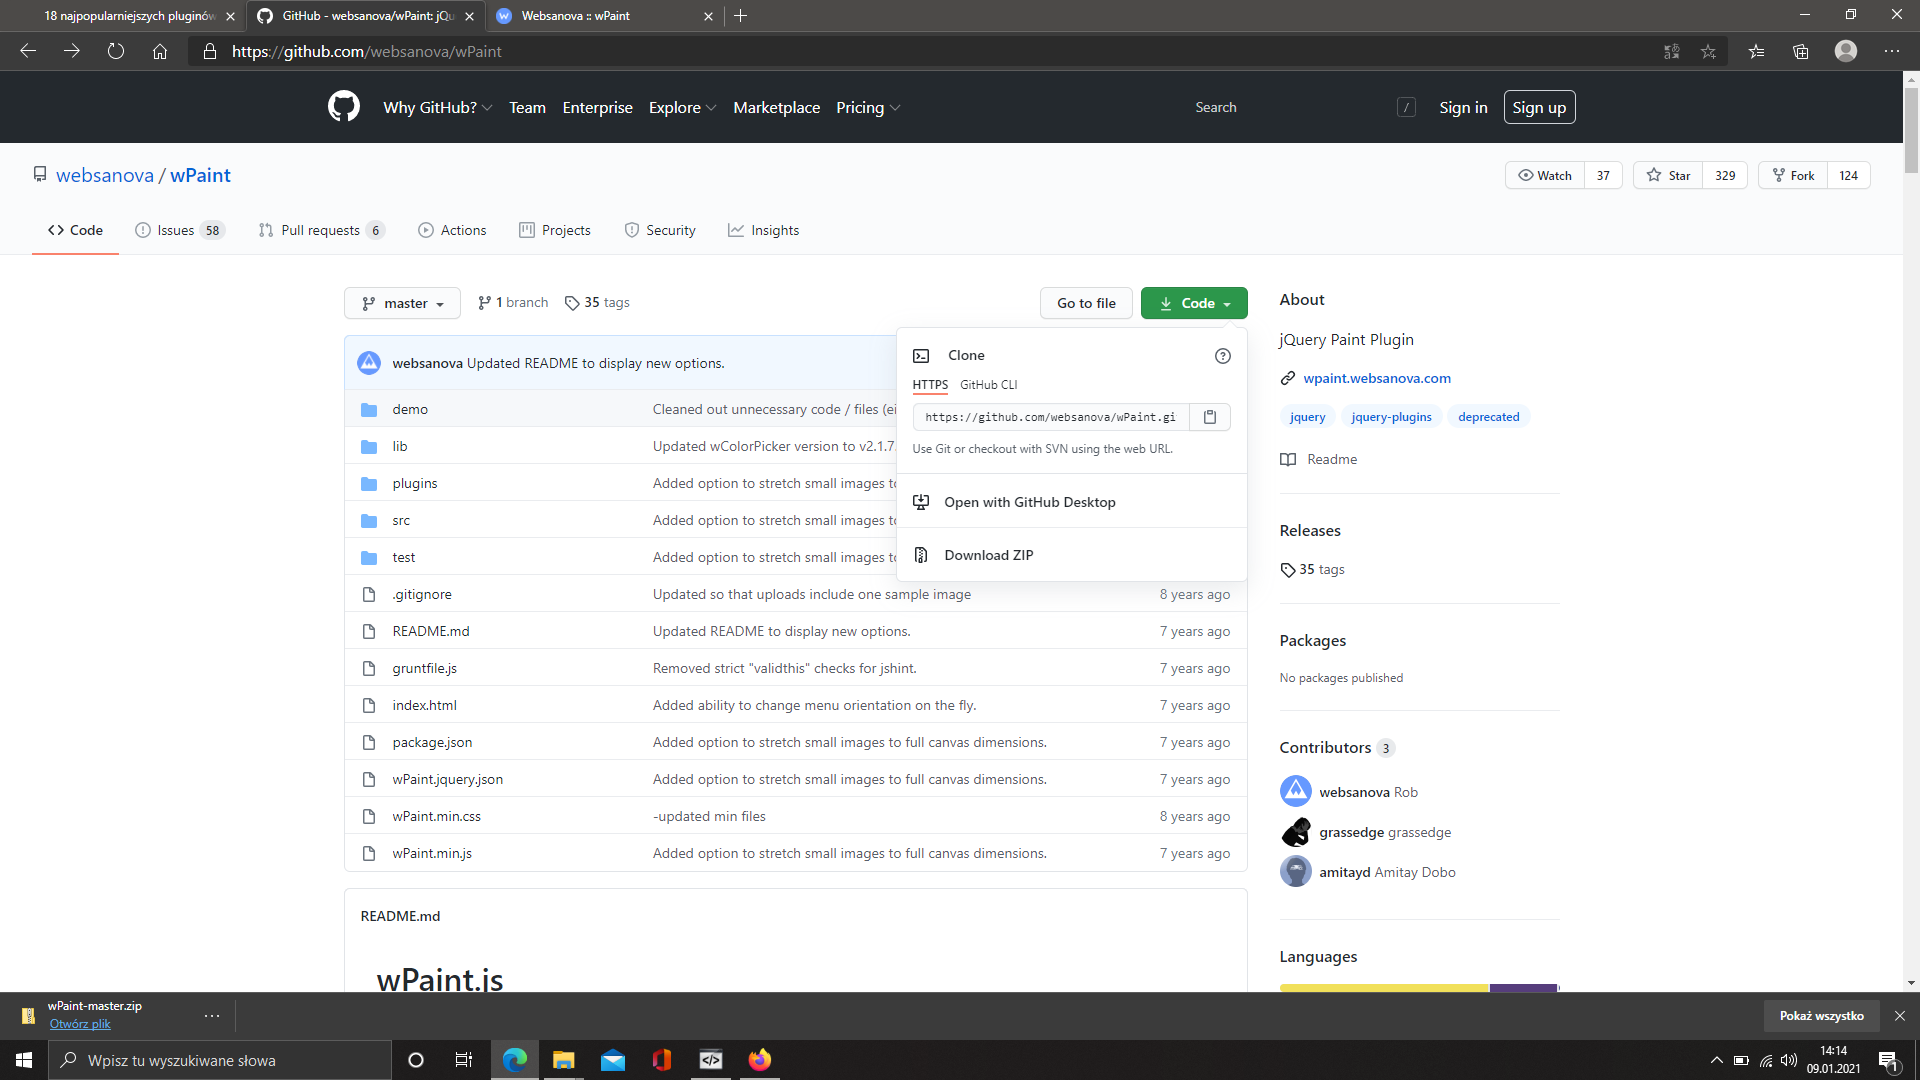 18 najpopularniejszych pluginów
GitHub - websanova/wPaint: jQu
Websanova :: wPaint
https://github.com/websanova/wPaint
Why GitHub? Team Enterprise Explore Marketplace Pricing
Search
/
Sign in
Sign up
websanova / wPaint
Watch 37
Star 329
Fork 124
Code
Issues 58
Pull requests 6
Actions
Projects
Security
Insights
master
1 branch
35 tags
Go to file
Code
websanova Updated README to display new options.
demo Cleaned out unnecessary code / files (ei
lib Updated wColorPicker version to v2.1.7.
plugins Added option to stretch small images to
src Added option to stretch small images to
test Added option to stretch small images to
.gitignore Updated so that uploads include one sample image 8 years ago
README.md Updated README to display new options. 7 years ago
gruntfile.js Removed strict "validthis" checks for jshint. 7 years ago
index.html Added ability to change menu orientation on the fly. 7 years ago
package.json Added option to stretch small images to full canvas dimensions. 7 years ago
wPaint.jquery.json Added option to stretch small images to full canvas dimensions. 7 years ago
wPaint.min.css -updated min files 8 years ago
wPaint.min.js Added option to stretch small images to full canvas dimensions. 7 years ago
Clone
HTTPS GitHub CLI
https://github.com/websanova/wPaint.gi
Use Git or checkout with SVN using the web URL.
Open with GitHub Desktop
Download ZIP
README.md
wPaint.js
About
jQuery Paint Plugin
wpaint.websanova.com
jquery jquery-plugins deprecated
Readme
Releases
35 tags
Packages
No packages published
Contributors 3
websanova Rob
grassedge grassedge
amitayd Amitay Dobo
Languages
wPaint-master.zip
Otwórz plik
Pokaż wszystko
Wpisz tu wyszukiwane słowa
14:14
09.01.2021
1